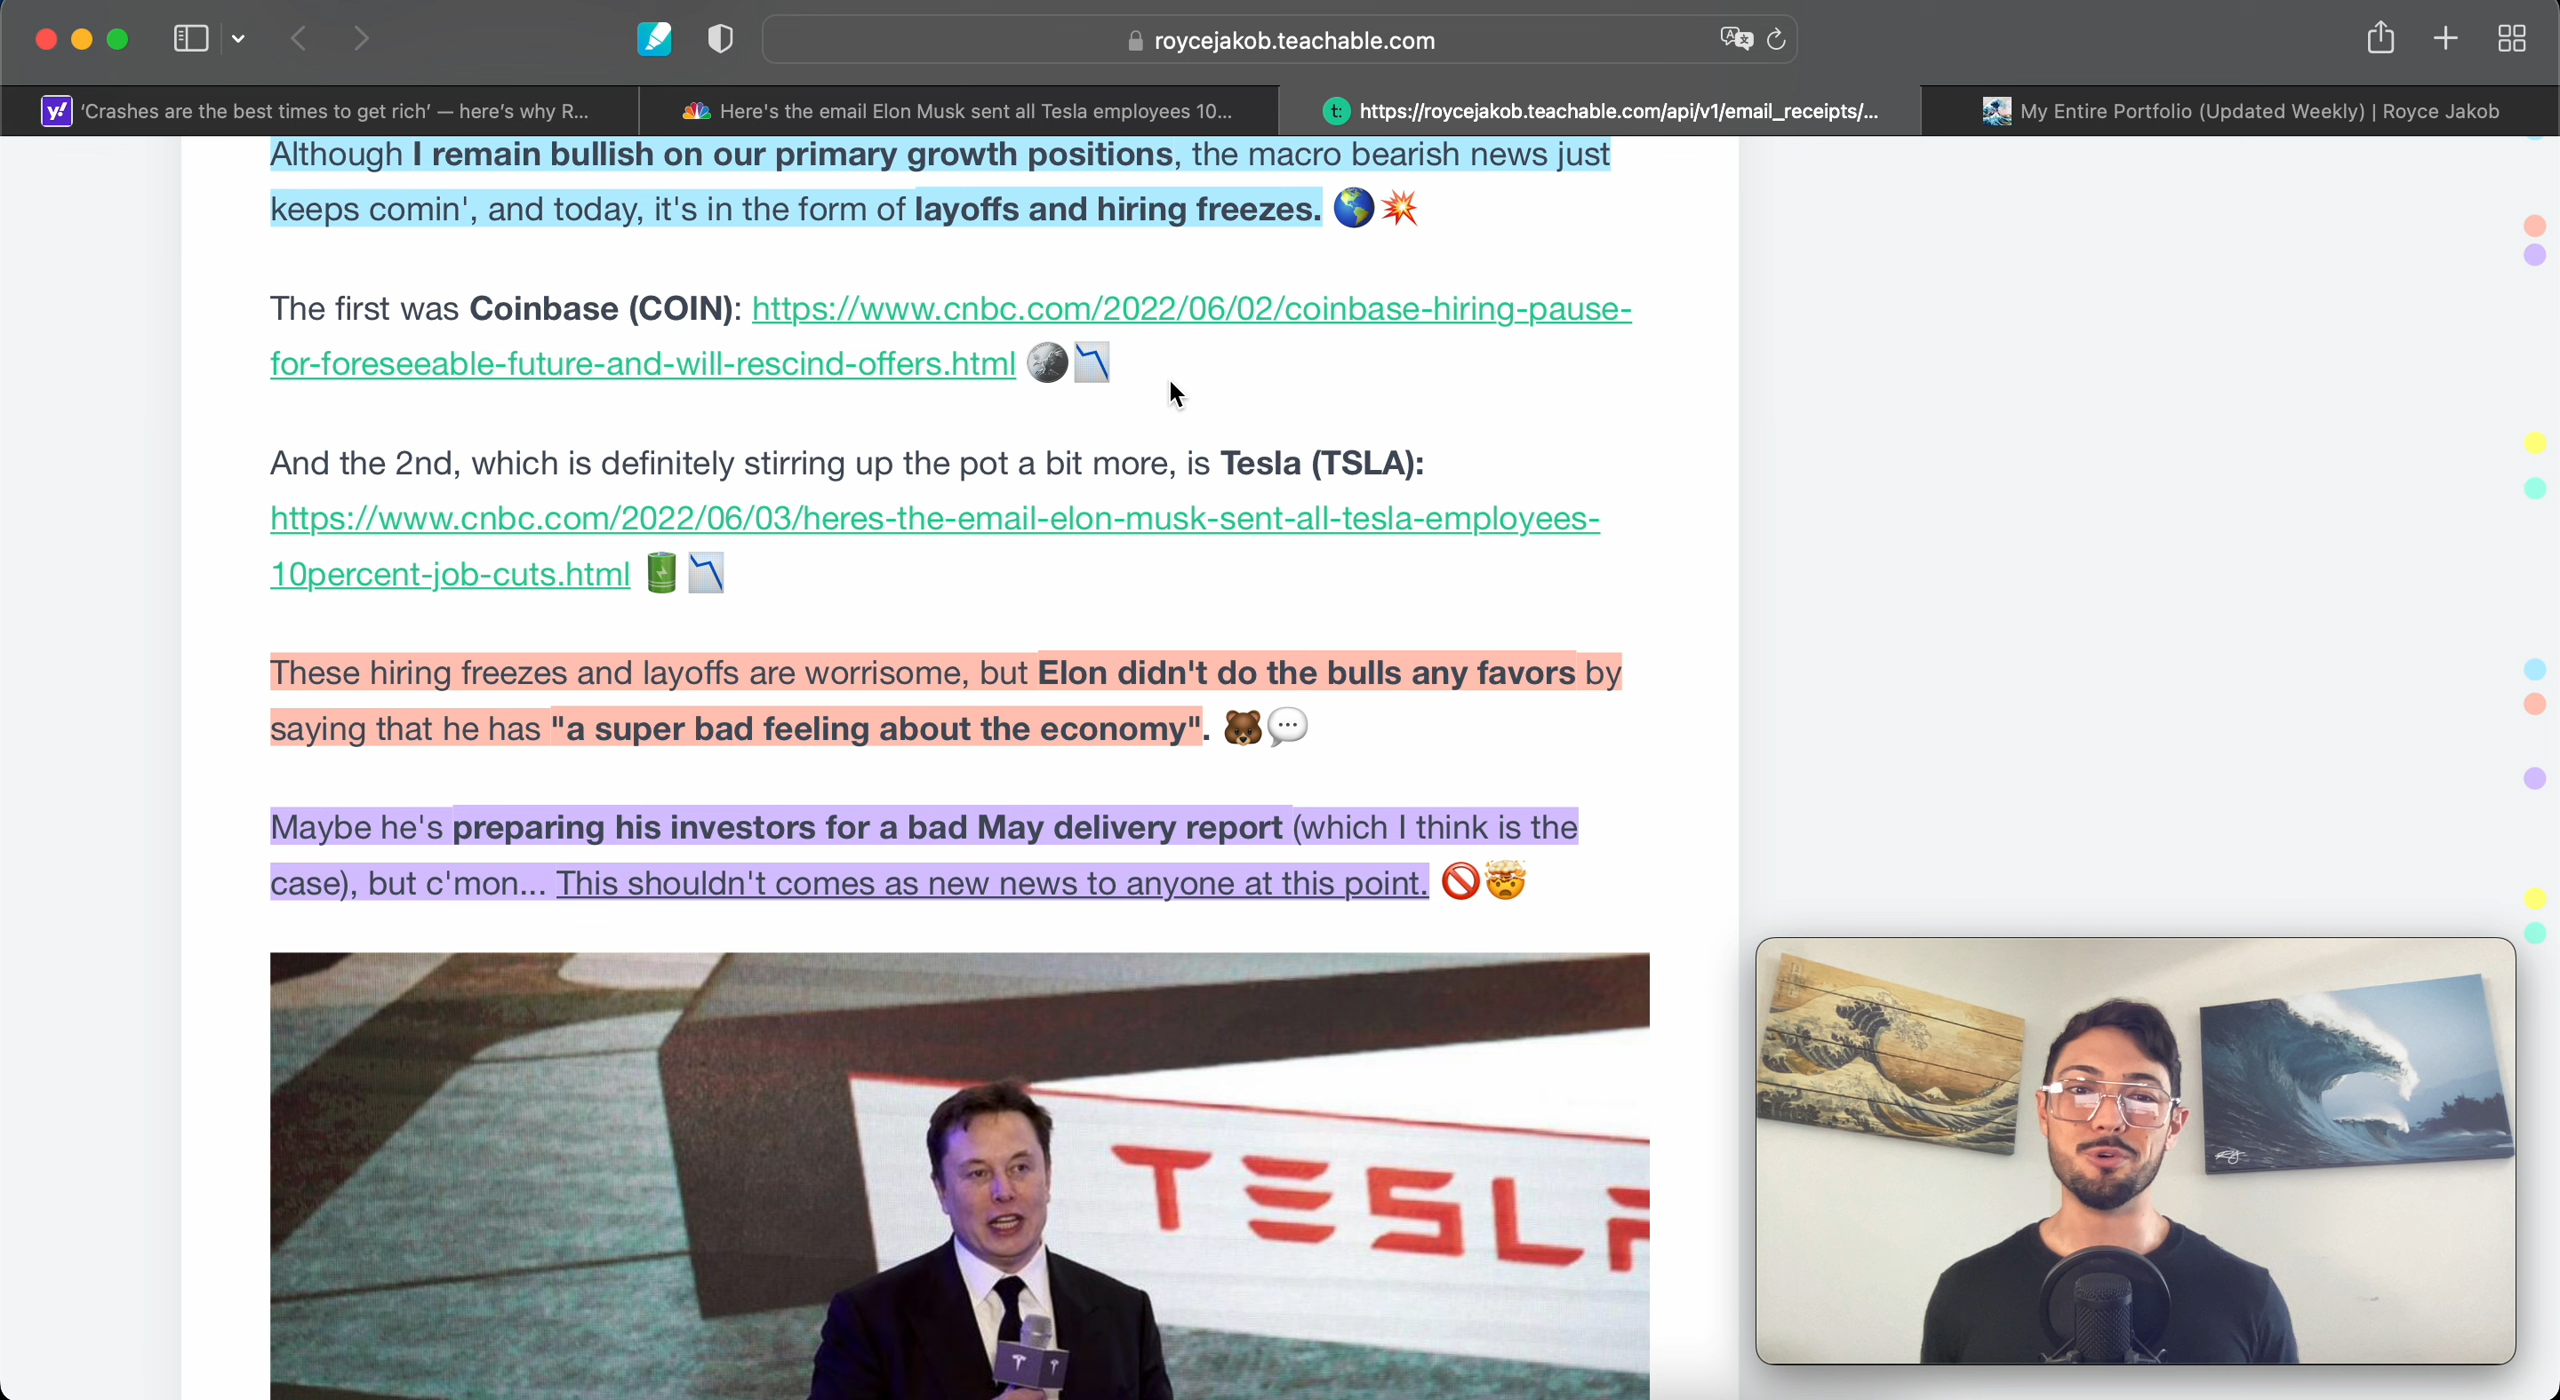 roycejakob.teachable.com
'Crashes are the best times to get rich' — here's why R...
Here's the email Elon Musk sent all Tesla employees 10...
https://roycejakob.teachable.com/api/v1/email_receipts/...
My Entire Portfolio (Updated Weekly) | Royce Jakob
Although I remain bullish on our primary growth positions, the macro bearish news just
keeps comin', and today, it's in the form of layoffs and hiring freezes. 🌎💥
The first was Coinbase (COIN): https://www.cnbc.com/2022/06/02/coinbase-hiring-pause-
for-foreseeable-future-and-will-rescind-offers.html 🌚📉
And the 2nd, which is definitely stirring up the pot a bit more, is Tesla (TSLA):
https://www.cnbc.com/2022/06/03/heres-the-email-elon-musk-sent-all-tesla-employees-
10percent-job-cuts.html 🔋📉
These hiring freezes and layoffs are worrisome, but Elon didn't do the bulls any favors by
saying that he has "a super bad feeling about the economy". 🐻💬
Maybe he's preparing his investors for a bad May delivery report (which I think is the
case), but c'mon... This shouldn't comes as new news to anyone at this point. 🚫🤯
TESL